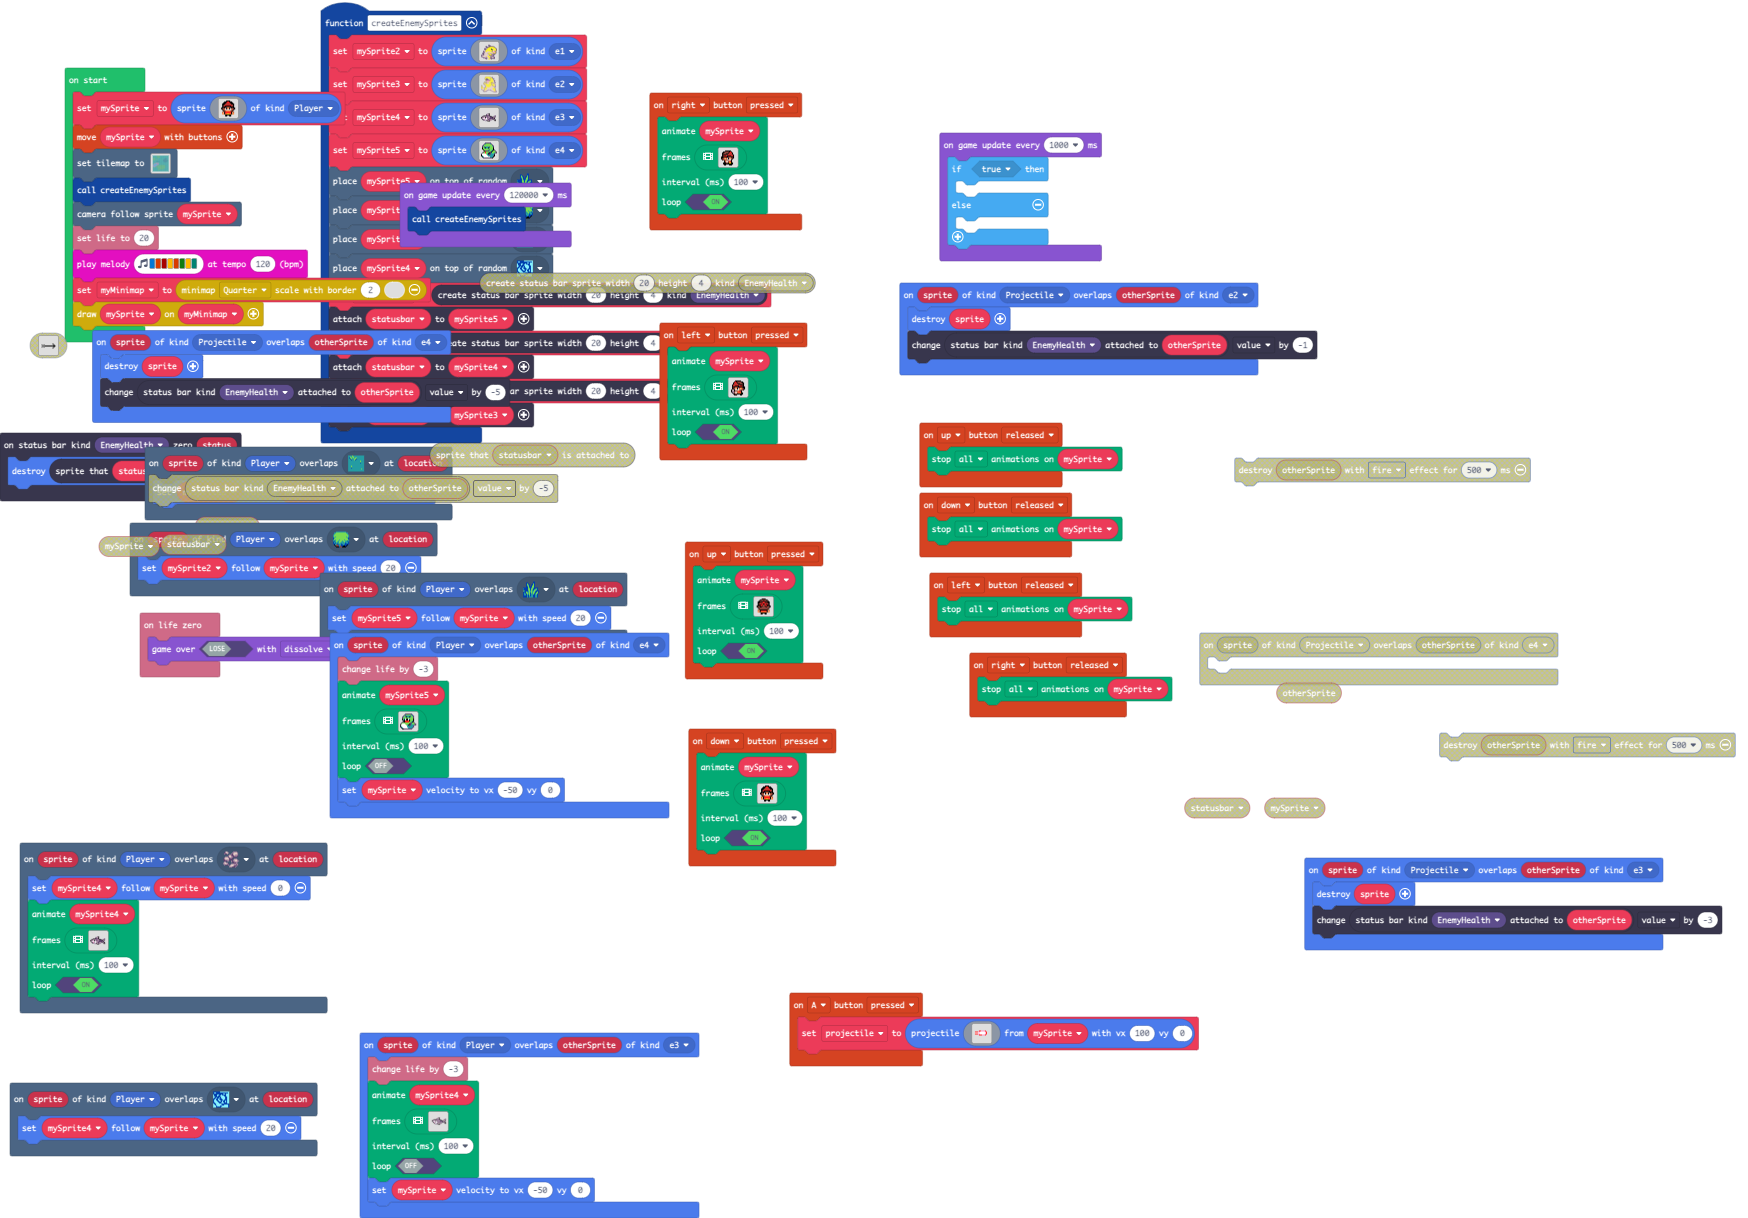 function createEnemySprites
set mySprite2 to sprite of kind e1
set mySprite3 to sprite of kind e2
mySprite4 to sprite of kind e3
set mySprite5 to sprite of kind e4
place mySprite5 on top of random
place
place
place mySprite4 on top of random
create status bar sprite width 20 height 4 kind EnemyHealth
create status bar sprite width 20 height 4 kind EnemyHealth
attach statusbar to mySprite5
status bar sprite width 20 height 4
attach statusbar to mySprite4
sprite width 20 height 4
mySprite3
on start
set mySprite to sprite of kind Player
move mySprite with buttons
set tilemap to
call createEnemySprites
camera follow sprite mySprite
set life to 20
play melody at tempo 120 (bpm)
set myMinimap to minimap Quarter scale with border 2
draw mySprite on myMinimap
on game update every 120000 ms
call createEnemySprites
on sprite of kind Projectile overlaps otherSprite of kind e4
destroy sprite
change status bar kind EnemyHealth attached to otherSprite value by -5
on status bar kind EnemyHealth zero status
destroy sprite that
on sprite of kind Player overlaps at location
sprite that statusbar is attached to
change status bar kind EnemyHealth attached to otherSprite value by -5
Player overlaps at location
mySprite statusbar
set mySprite2 follow mySprite with speed 20
on sprite of kind Player overlaps at location
set mySprite5 follow mySprite with speed 20
on life zero
game over LOSE with dissolve
on sprite of kind Player overlaps otherSprite of kind e4
change life by -3
animate mySprite5
frames
interval (ms) 100
loop OFF
set mySprite velocity to vx -50 vy 0
on sprite of kind Player overlaps at location
set mySprite4 follow mySprite with speed 0
animate mySprite4
frames
interval (ms) 100
loop ON
on sprite of kind Player overlaps at location
set mySprite4 follow mySprite with speed 20
on sprite of kind Player overlaps otherSprite of kind e3
change life by -3
animate mySprite4
frames
interval (ms) 100
loop OFF
set mySprite velocity to vx -50 vy 0
on right button pressed
animate mySprite
frames
interval (ms) 100
loop ON
on left button pressed
animate mySprite
frames
interval (ms) 100
loop ON
on up button pressed
animate mySprite
frames
interval (ms) 100
loop ON
on down button pressed
animate mySprite
frames
interval (ms) 100
loop ON
on A button pressed
set projectile to projectile from mySprite with vx 100 vy 0
on game update every 1000 ms
if true then
else
on sprite of kind Projectile overlaps otherSprite of kind e2
destroy sprite
change status bar kind EnemyHealth attached to otherSprite value by -1
on up button released
stop all animations on mySprite
on down button released
stop all animations on mySprite
on left button released
stop all animations on mySprite
on right button released
stop all animations on mySprite
destroy otherSprite with fire effect for 500 ms
on sprite of kind Projectile overlaps otherSprite of kind e4
otherSprite
destroy otherSprite with fire effect for 500 ms
statusbar mySprite
on sprite of kind Projectile overlaps otherSprite of kind e3
destroy sprite
change status bar kind EnemyHealth attached to otherSprite value by -3